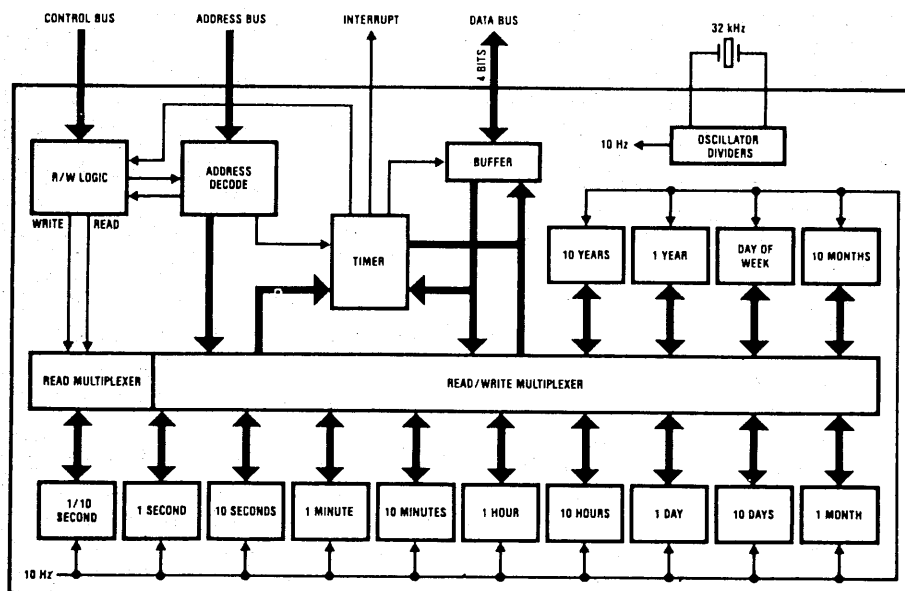 CONTROL BUS
ADDRESS BUS
INTERRUPT
DATA BUS
32 kHz
4 BITS
R/W LOGIC
ADDRESS
DECODE
BUFFER
10 Hz
OSCILLATOR
DIVIDERS
WRITE
READ
TIMER
10 YEARS
1 YEAR
DAY OF
WEEK
10 MONTHS
READ MULTIPLEXER
READ/WRITE MULTIPLEXER
1/10
SECOND
1 SECOND
10 SECONDS
1 MINUTE
10 MINUTES
1 HOUR
10 HOURS
1 DAY
10 DAYS
1 MONTH
10 Hz